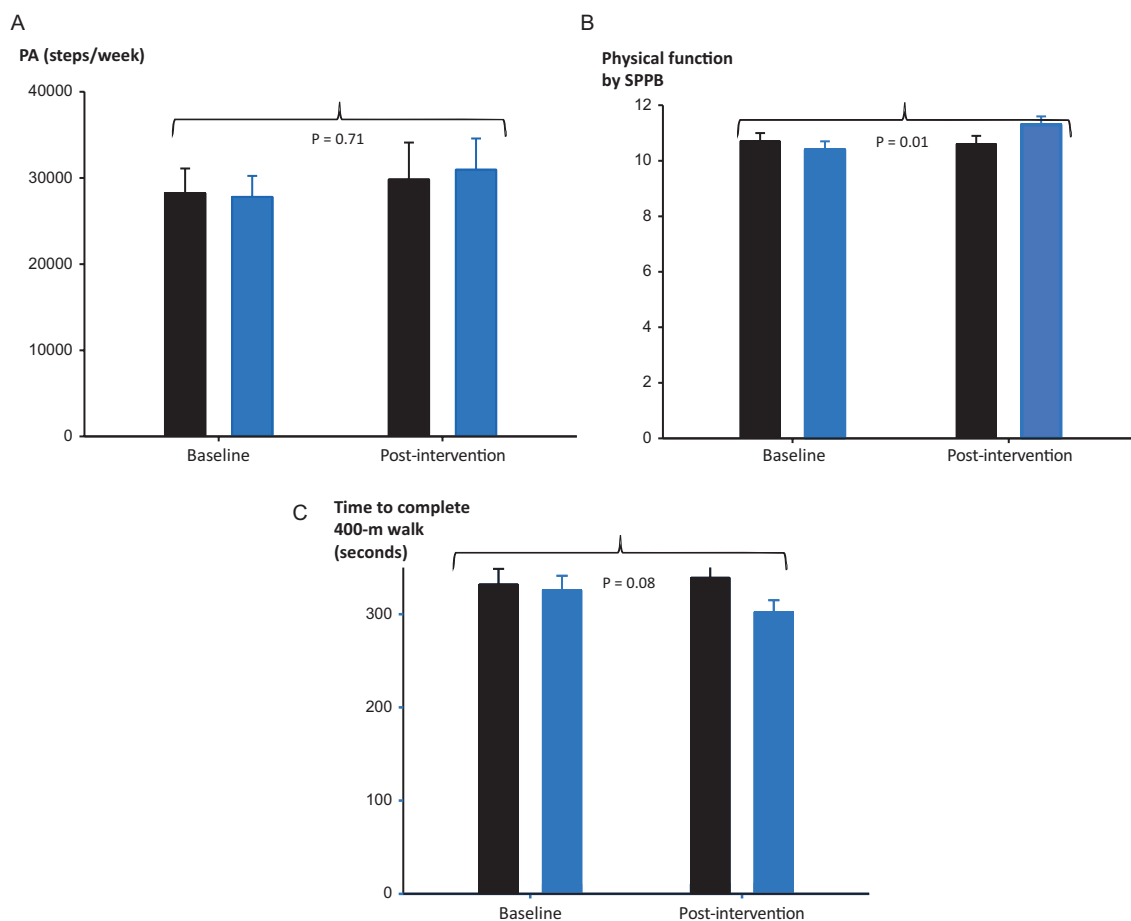 A
PA (steps/week)
40000
30000
20000
10000
0
P = 0.71
Baseline
Post-intervention
B
Physical function
by SPPB
12
10
8
6
4
2
0
P = 0.01
Baseline
Post-intervention
C
Time to complete
400-m walk
(seconds)
300
200
100
0
P = 0.08
Baseline
Post-intervention